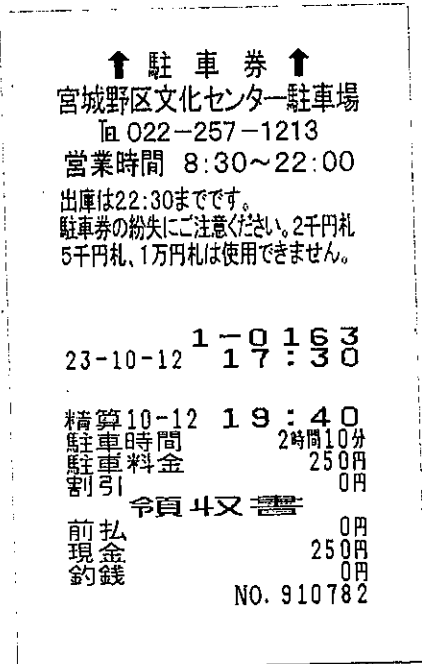 ⬆ 駐車券 ⬆
宮城野区文化センター駐車場
℡ 022-257-1213
営業時間 8:30～22:00
出庫は22:30までです。
駐車券の紛失にご注意ください。2千円札
5千円札、1万円札は使用できません。
1-0163
23-10-12 17:30
精算10-12 19:40
駐車時間 2時間10分
駐車料金 250円
割引 0円
領収書
前払 0円
現金 250円
釣銭 0円
NO. 910782